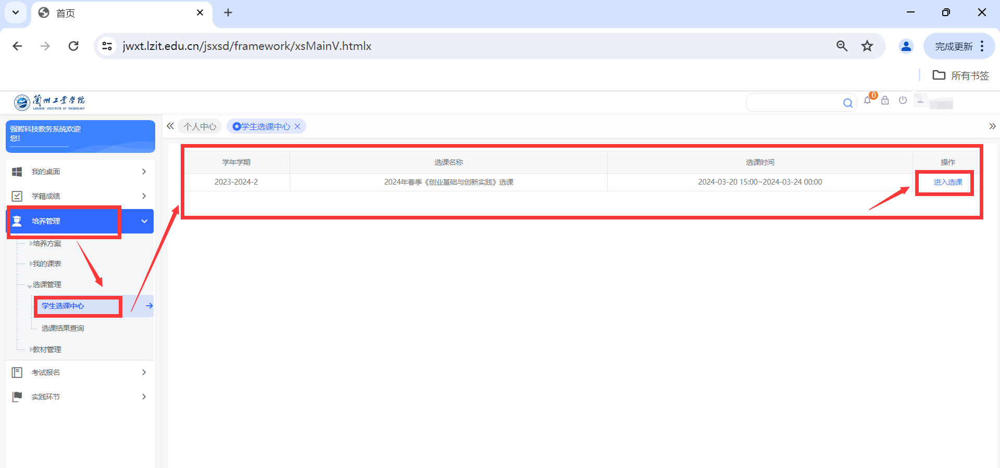 首页
jwxt.lzit.edu.cn/jsxsd/framework/xsMainV.htmlx
完成更新
所有书签
兰州工业学院
LANZHOU INSTITUTE OF TECHNOLOGY
0
强智科技教务系统欢迎
您！
个人中心
学生选课中心
我的桌面
学籍成绩
培养管理
培养方案
我的课表
选课管理
学生选课中心
选课结果查询
教材管理
考试报名
实践环节
学年学期 选课名称 选课时间 操作
2023-2024-2 2024年春季《创业基础与创新实践》选课 2024-03-20 15:00~2024-03-24 00:00 进入选课